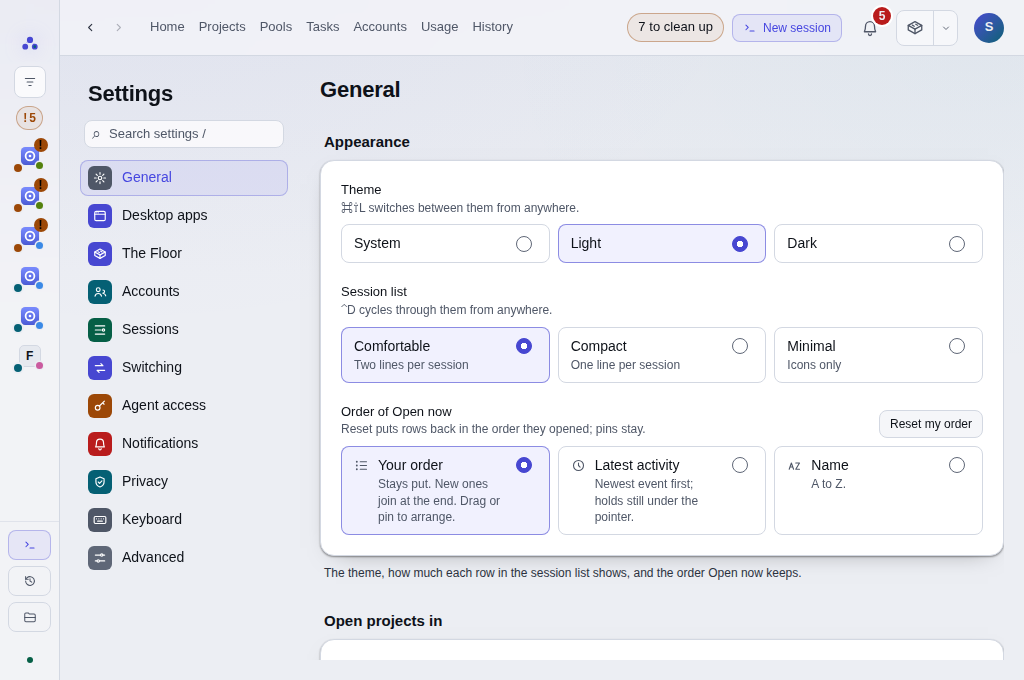 Home Projects Pools Tasks Accounts Usage History
7 to clean up
New session
5
S
!5
!
!
!
F
Settings
Search settings /
General
Desktop apps
The Floor
Accounts
Sessions
Switching
Agent access
Notifications
Privacy
Keyboard
Advanced
General
Appearance
Theme
⌘⇧L switches between them from anywhere.
System
Light
Dark
Session list
^D cycles through them from anywhere.
Comfortable
Two lines per session
Compact
One line per session
Minimal
Icons only
Order of Open now
Reset puts rows back in the order they opened; pins stay.
Reset my order
Your order
Stays put. New ones
join at the end. Drag or
pin to arrange.
Latest activity
Newest event first;
holds still under the
pointer.
AZ Name
A to Z.
The theme, how much each row in the session list shows, and the order Open now keeps.
Open projects in